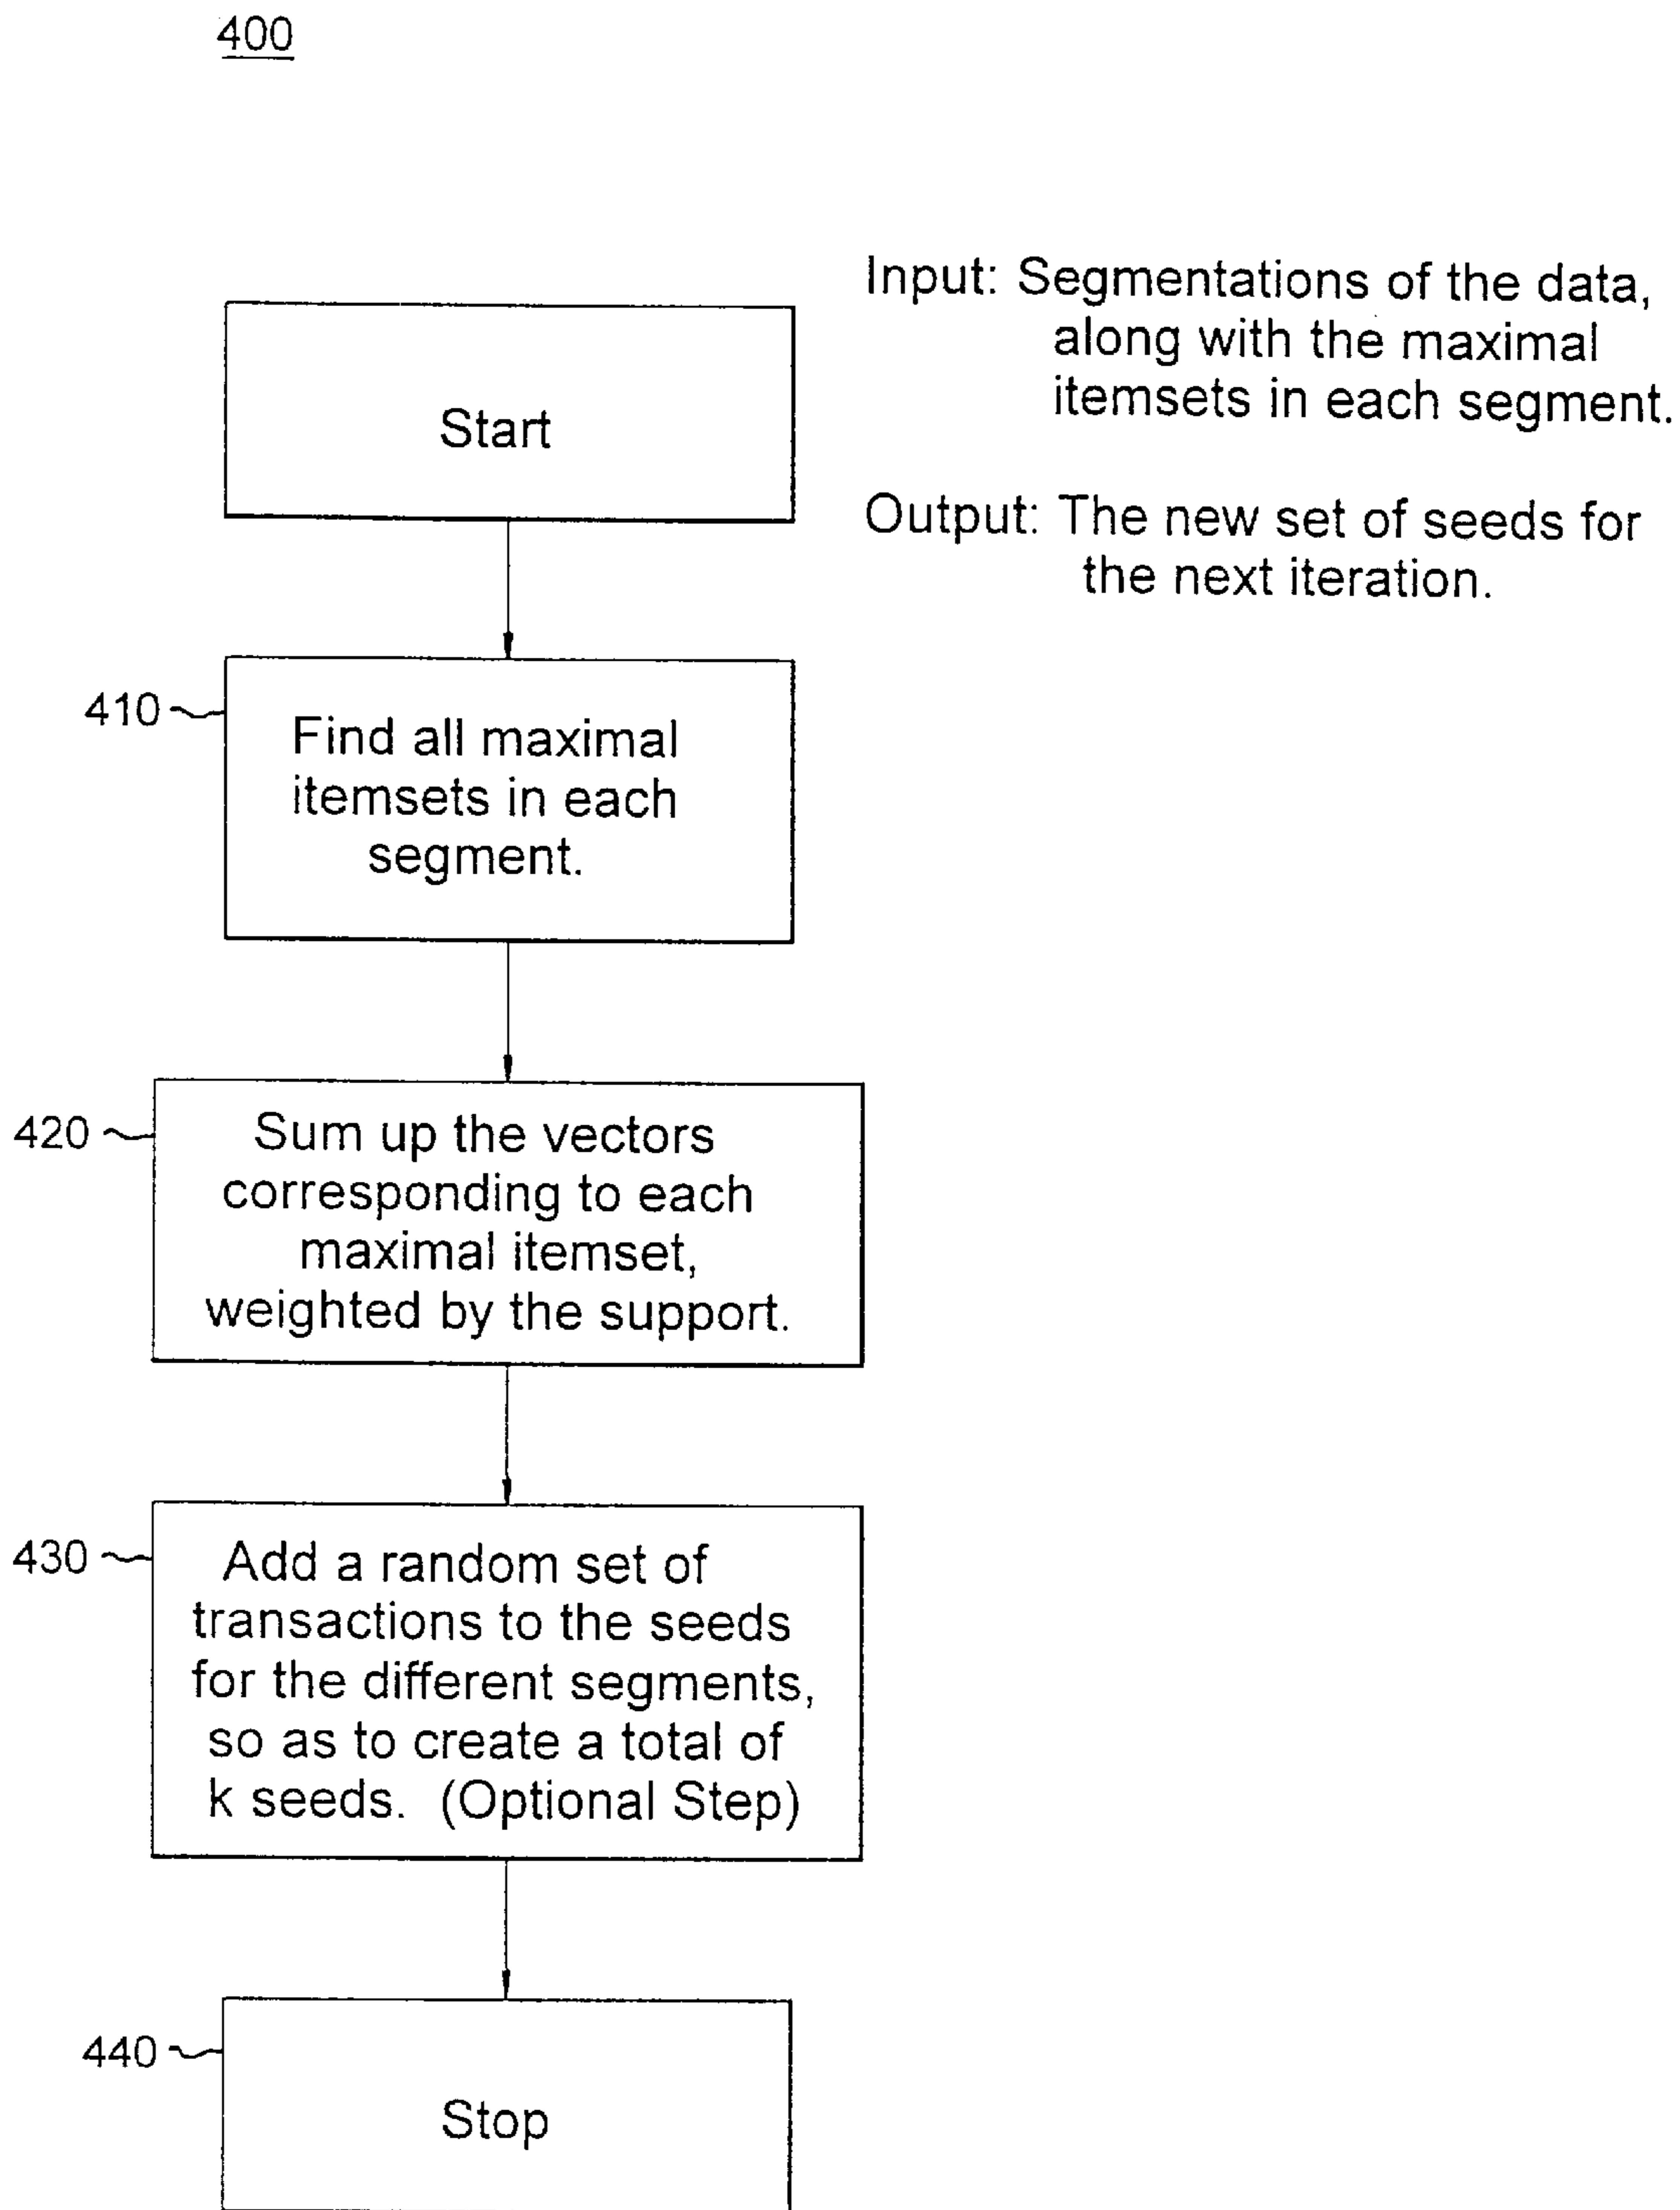 400
Start
Input: Segmentations of the data,
along with the maximal
itemsets in each segment.
Output: The new set of seeds for
the next iteration.
410
Find all maximal
itemsets in each
segment.
420
Sum up the vectors
corresponding to each
maximal itemset,
weighted by the support.
430
Add a random set of
transactions to the seeds
for the different segments,
so as to create a total of
k seeds. (Optional Step)
440
Stop